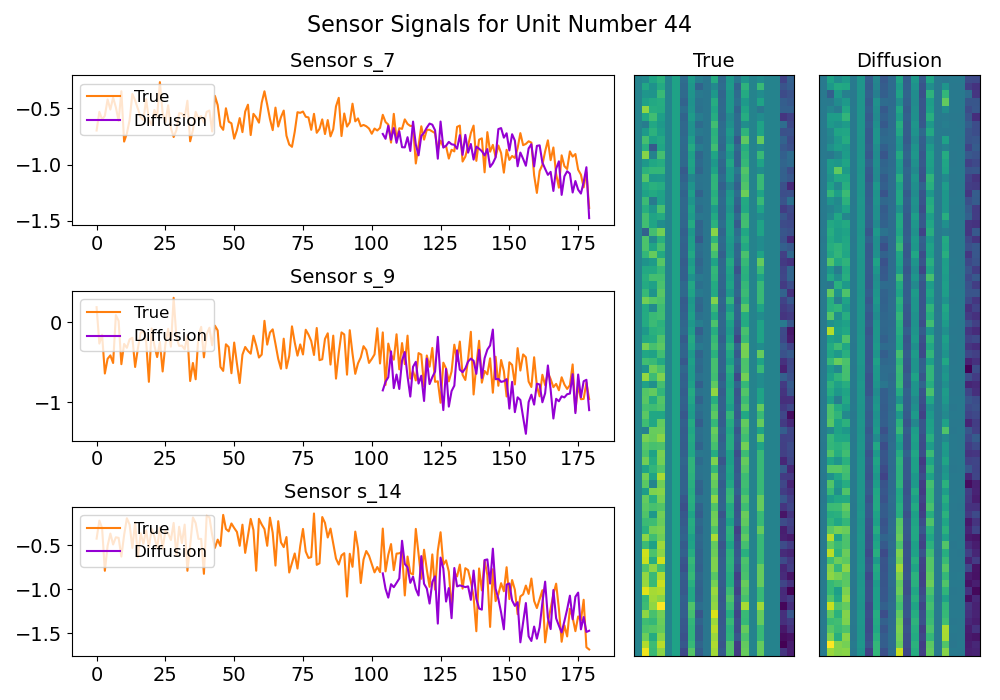 Sensor Signals for Unit Number 44
Sensor s_7
−0.5
−1.0
−1.5
True
Diffusion
0 25 50 75 100 125 150 175
Sensor s_9
0
−1
True
Diffusion
0 25 50 75 100 125 150 175
Sensor s_14
−0.5
−1.0
−1.5
True
Diffusion
0 25 50 75 100 125 150 175
True
Diffusion